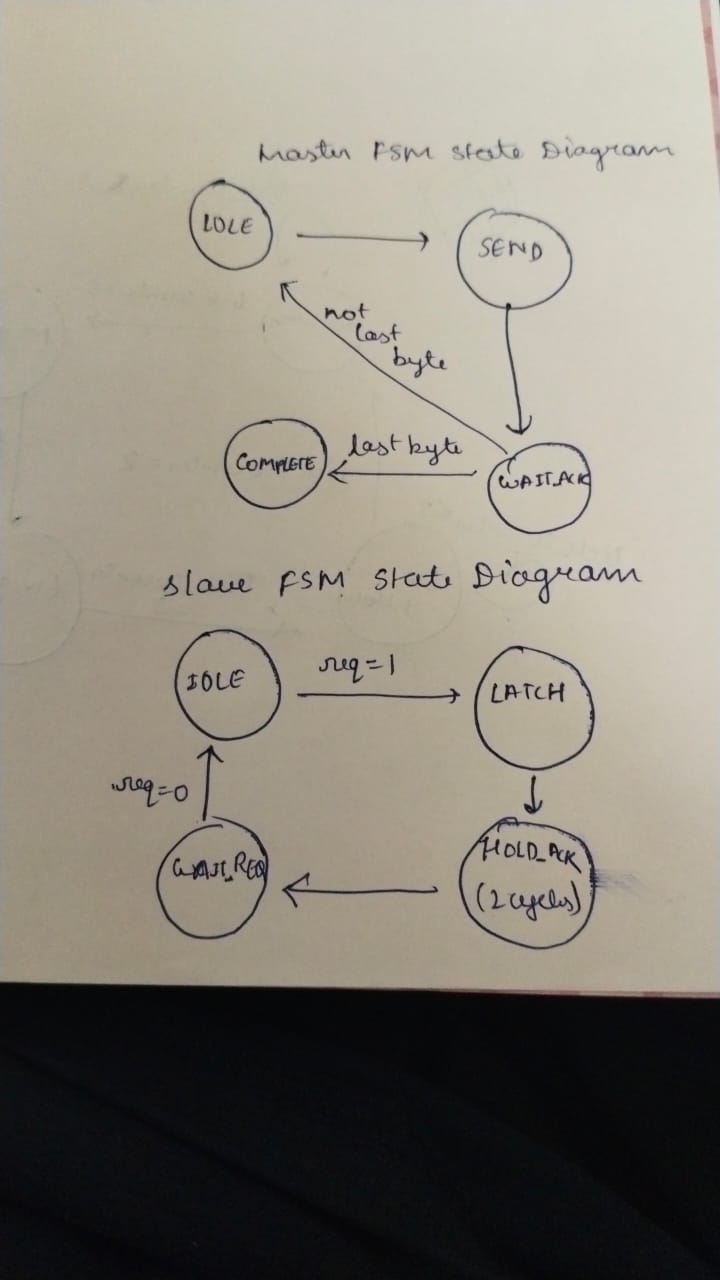 Master FSM State Diagram
IDLE
SEND
not
last
byte
COMPLETE
last byte
WAIT_ACK
Slave FSM State Diagram
IDLE
req=1
LATCH
req=0
WAIT_REQ
HOLD_ACK
(2 cycles)